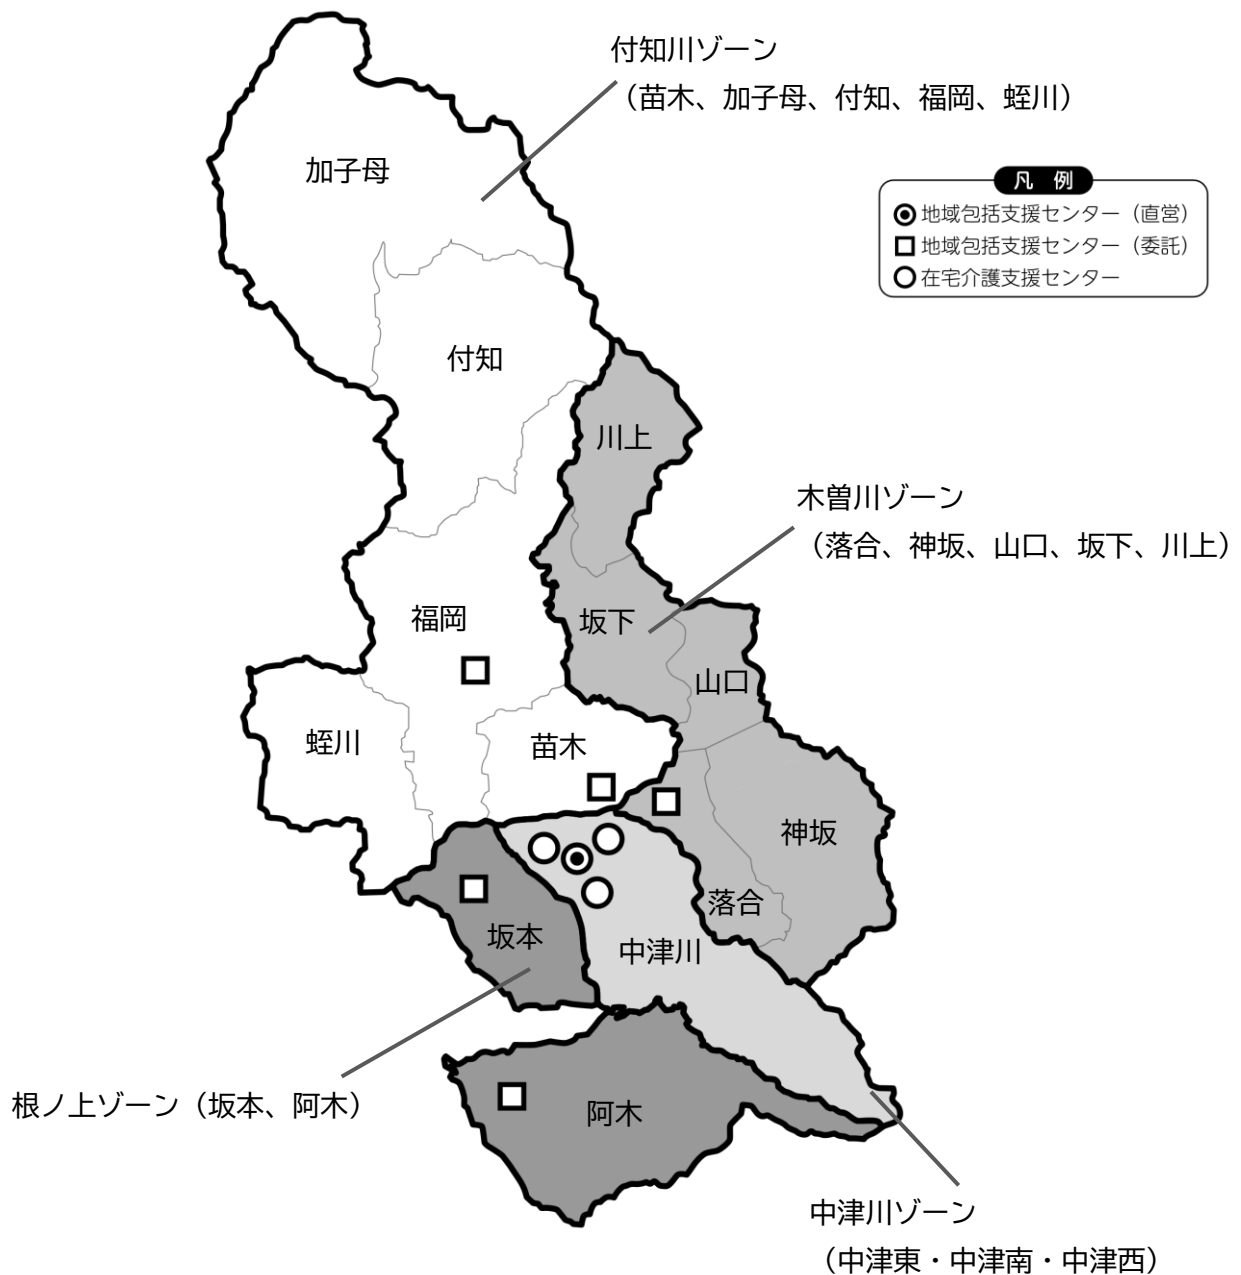 付知川ゾーン
（苗木、加子母、付知、福岡、蛭川）
加子母
凡 例
地域包括支援センター（直営）
地域包括支援センター（委託）
在宅介護支援センター
付知
川上
木曽川ゾーン
（落合、神坂、山口、坂下、川上）
福岡
坂下
山口
蛭川
苗木
神坂
落合
坂本
中津川
根ノ上ゾーン（坂本、阿木）
阿木
中津川ゾーン
（中津東・中津南・中津西）